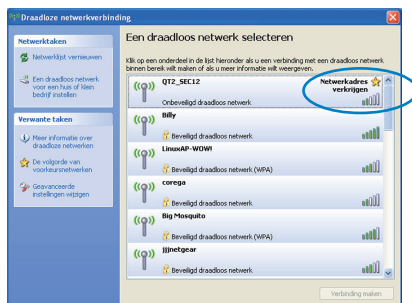 Draadloze netwerkverbinding
Netwerktaken
Netwerklijst vernieuwen
Een draadloos netwerk
voor een huis of klein
bedrijf instellen
Verwante taken
Meer informatie over
draadloze netwerken
De volgorde van
voorkeursnetwerken
Geavanceerde
instellingen wijzigen
Een draadloos netwerk selecteren
Klik op een onderdeel in de lijst hieronder als u een verbinding met een draadloos netwerk
binnen bereik wilt maken of als u meer informatie wilt weergeven.
QT2_SEC12
Netwerkadres
verkrijgen
Onbeveiligd draadloos netwerk
Billy
Beveiligd draadloos netwerk
LinuxAP-WOW!
Beveiligd draadloos netwerk (WPA)
corega
Beveiligd draadloos netwerk
Big Mosquito
Beveiligd draadloos netwerk (WPA)
jjjnetgear
Beveiligd draadloos netwerk
Verbinding maken